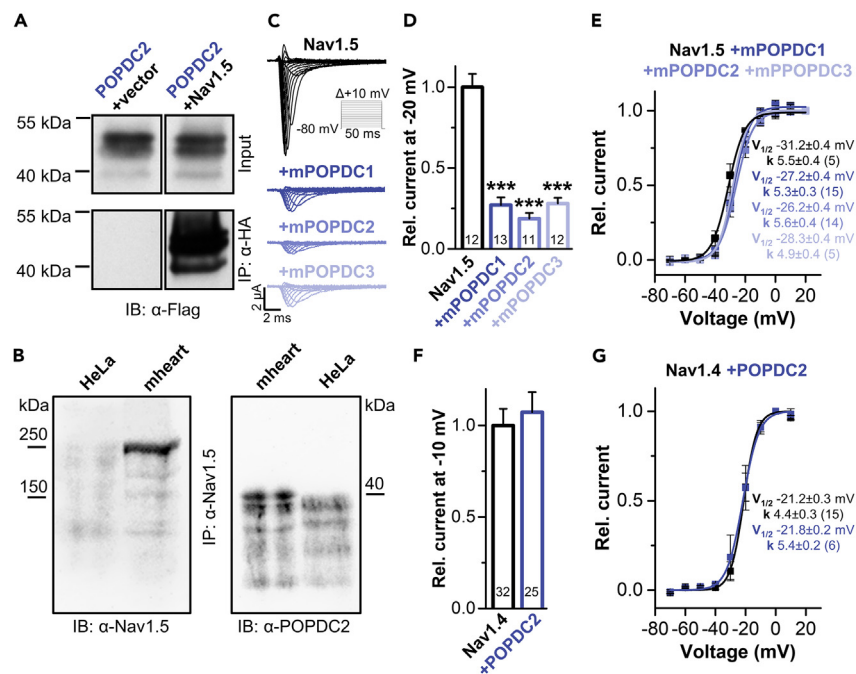 A
POPDC2
+vector
POPDC2
+Nav1.5
55 kDa
40 kDa
Input
55 kDa
40 kDa
IP: α-HA
IB: α-Flag
B
HeLa
mheart
kDa
250
150
IB: α-Nav1.5
IP: α-Nav1.5
mheart
HeLa
kDa
40
IB: α-POPDC2
C
Nav1.5
Δ+10 mV
-80 mV
50 ms
+mPOPDC1
+mPOPDC2
+mPOPDC3
2 µA
2 ms
D
Rel. current at -20 mV
1.0
0.5
0.0
***
***
***
12
13
11
12
Nav1.5
+mPOPDC1
+mPOPDC2
+mPOPDC3
E
Nav1.5 +mPOPDC1
+mPOPDC2 +mPPOPDC3
Rel. current
1.0
0.5
0.0
V1/2 -31.2±0.4 mV
k 5.5±0.4 (5)
V1/2 -27.2±0.4 mV
k 5.3±0.3 (15)
V1/2 -26.2±0.4 mV
k 5.6±0.4 (14)
V1/2 -28.3±0.4 mV
k 4.9±0.4 (5)
-80 -60 -40 -20 0 20
Voltage (mV)
F
Rel. current at -10 mV
1.0
0.5
0.0
32
25
Nav1.4
+POPDC2
G
Nav1.4 +POPDC2
Rel. current
1.0
0.5
0.0
V1/2 -21.2±0.3 mV
k 4.4±0.3 (15)
V1/2 -21.8±0.2 mV
k 5.4±0.2 (6)
-80 -60 -40 -20 0 20
Voltage (mV)